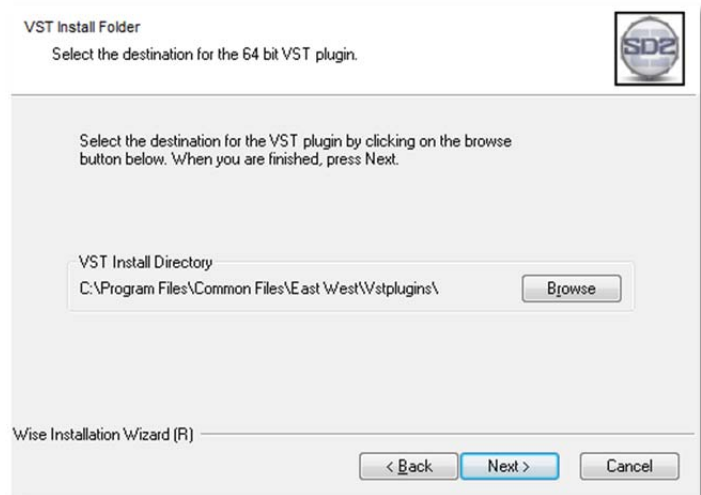 VST Install Folder
Select the destination for the 64 bit VST plugin.
SD2
Select the destination for the VST plugin by clicking on the browse
button below. When you are finished, press Next.
VST Install Directory
C:\Program Files\Common Files\East West\Vstplugins\
Browse
Wise Installation Wizard (R)
< Back
Next >
Cancel